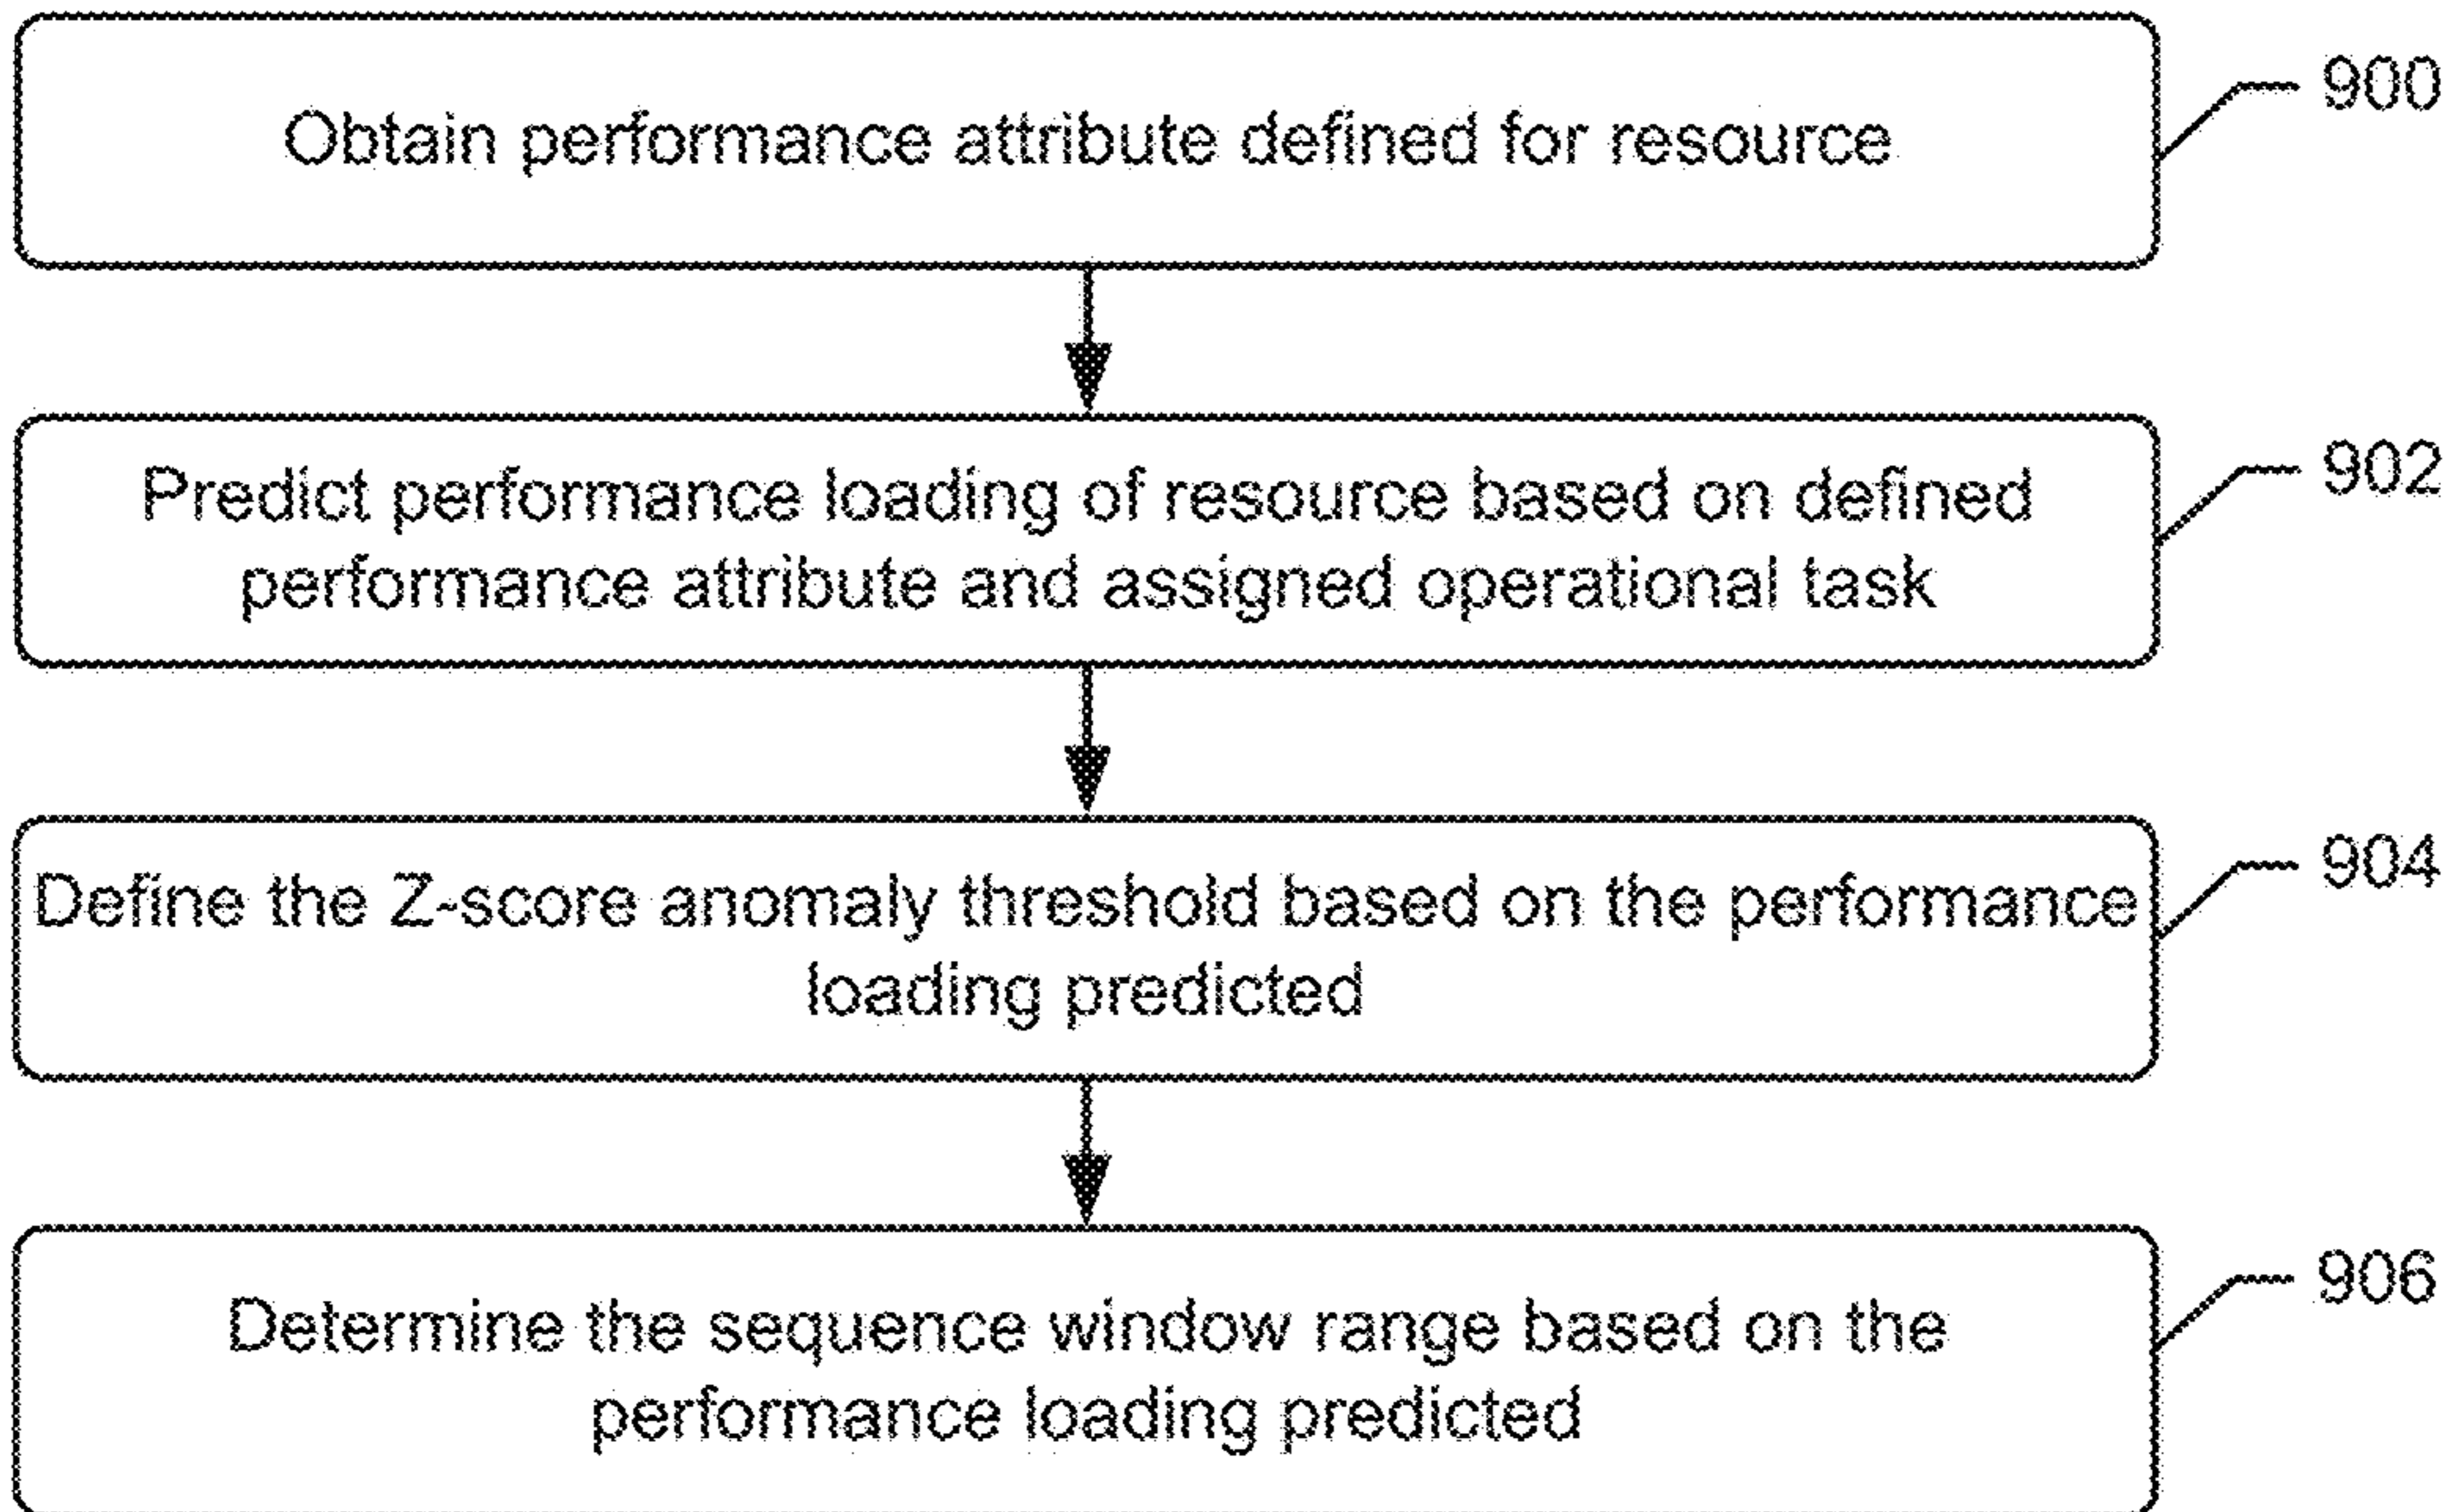 Obtain performance attribute defined for resource
900
Predict performance loading of resource based on defined
performance attribute and assigned operational task
902
Define the Z-score anomaly threshold based on the performance
loading predicted
904
Determine the sequence window range based on the
performance loading predicted
906